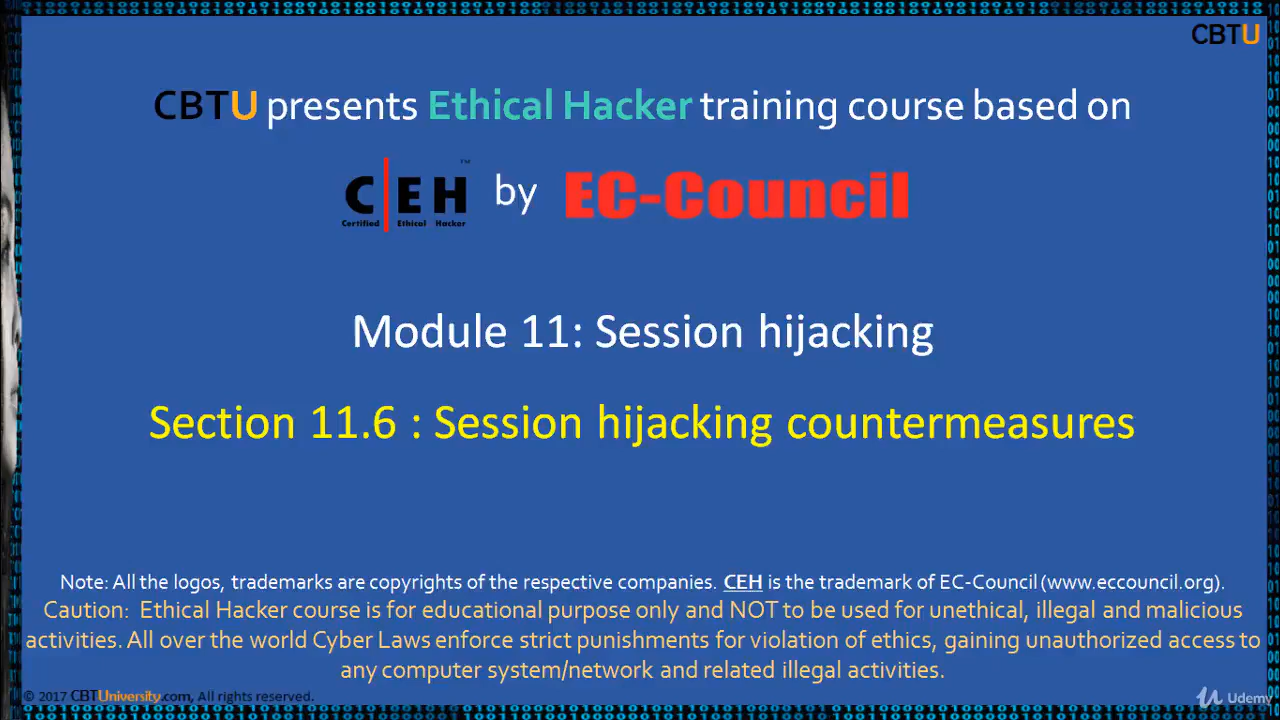 CBTU
CBTU presents Ethical Hacker training course based on
C|EH™ by EC-Council
Certified Ethical Hacker
Module 11: Session hijacking
Section 11.6 : Session hijacking countermeasures
Note: All the logos, trademarks are copyrights of the respective companies. CEH is the trademark of EC-Council (www.eccouncil.org).
Caution: Ethical Hacker course is for educational purpose only and NOT to be used for unethical, illegal and malicious
activities. All over the world Cyber Laws enforce strict punishments for violation of ethics, gaining unauthorized access to
any computer system/network and related illegal activities.
© 2017 CBTUniversity.com, All rights reserved.
Udemy